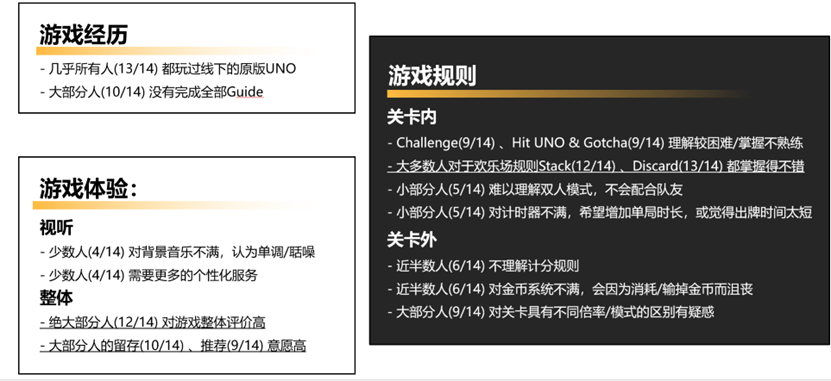 游戏经历
- 几乎所有人(13/14) 都玩过线下的原版UNO
- 大部分人(10/14) 没有完成全部Guide
游戏体验：
视听
- 少数人(4/14) 对背景音乐不满，认为单调/聒噪
- 少数人(4/14) 需要更多的个性化服务
整体
- 绝大部分人(12/14) 对游戏整体评价高
- 大部分人的留存(10/14) 、推荐(9/14) 意愿高
游戏规则
关卡内
- Challenge(9/14) 、Hit UNO & Gotcha(9/14) 理解较困难/掌握不熟练
- 大多数人对于欢乐场规则Stack(12/14) 、Discard(13/14) 都掌握得不错
- 小部分人(5/14) 难以理解双人模式，不会配合队友
- 小部分人(5/14) 对计时器不满，希望增加单局时长，或觉得出牌时间太短
关卡外
- 近半数人(6/14) 不理解计分规则
- 近半数人(6/14) 对金币系统不满，会因为消耗/输掉金币而沮丧
- 大部分人(9/14) 对关卡具有不同倍率/模式的区别有疑惑